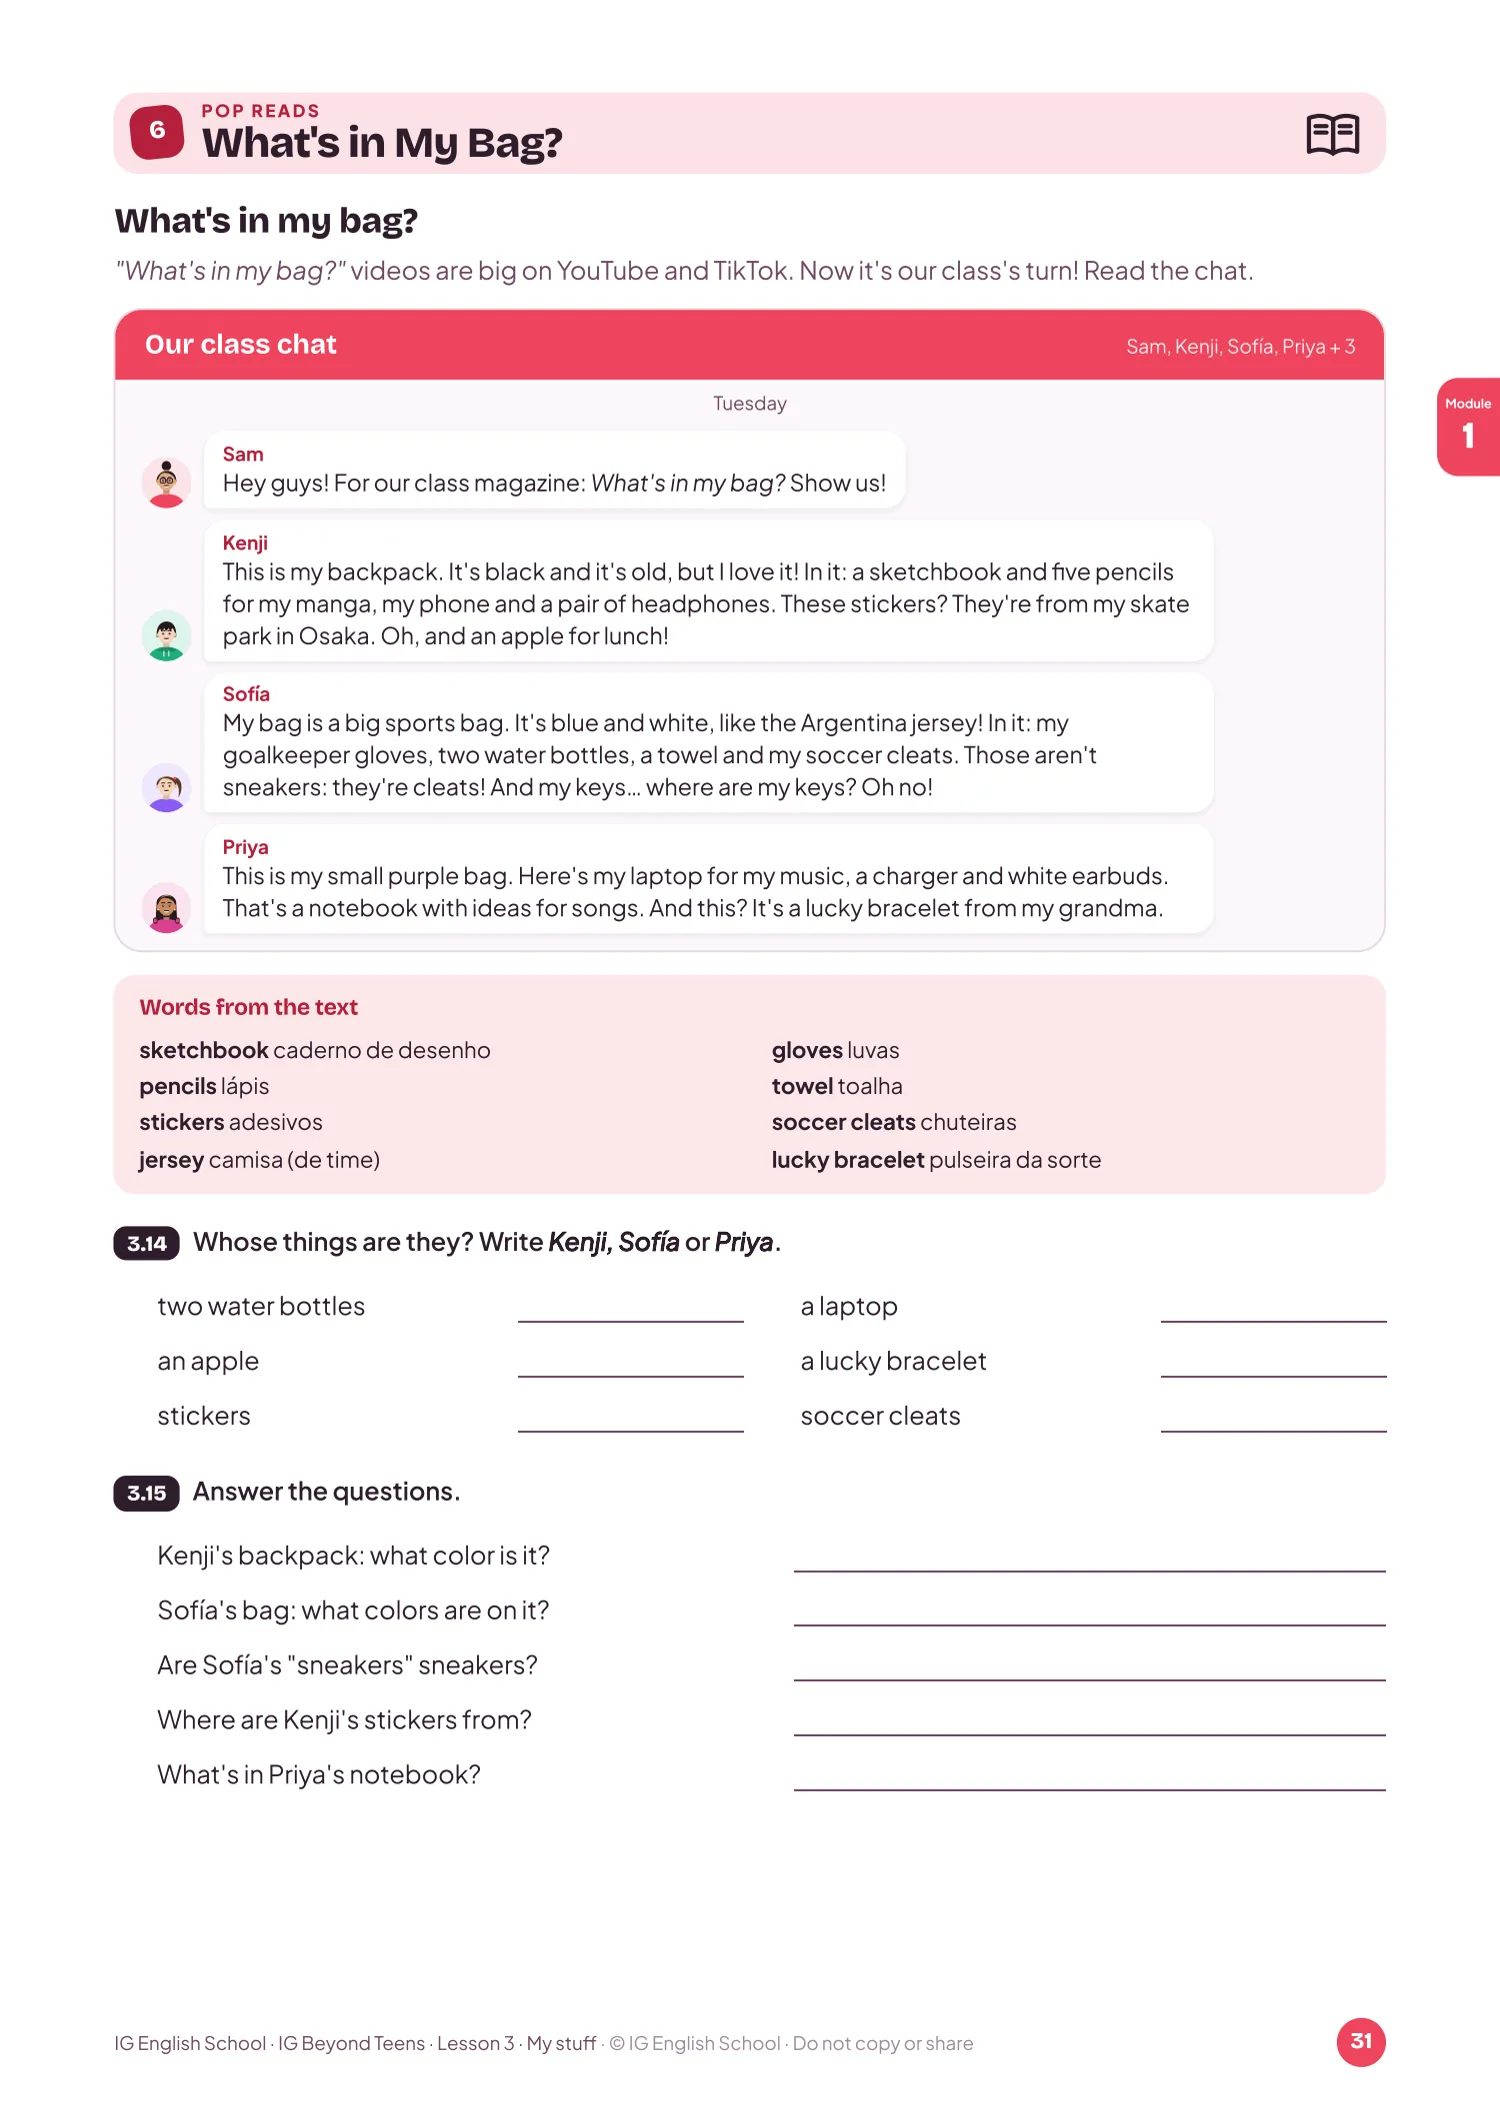 6
POP READS
What's in My Bag?
What's in my bag?
"What's in my bag?" videos are big on YouTube and TikTok. Now it's our class's turn! Read the chat.
Our class chat
Sam, Kenji, Sofía, Priya + 3
Tuesday
Module
1
Sam
Hey guys! For our class magazine: What's in my bag? Show us!
Kenji
This is my backpack. It's black and it's old, but I love it! In it: a sketchbook and five pencils
for my manga, my phone and a pair of headphones. These stickers? They're from my skate
park in Osaka. Oh, and an apple for lunch!
Sofía
My bag is a big sports bag. It's blue and white, like the Argentina jersey! In it: my
goalkeeper gloves, two water bottles, a towel and my soccer cleats. Those aren't
sneakers: they're cleats! And my keys... where are my keys? Oh no!
Priya
This is my small purple bag. Here's my laptop for my music, a charger and white earbuds.
That's a notebook with ideas for songs. And this? It's a lucky bracelet from my grandma.
Words from the text
sketchbook caderno de desenho
pencils lápis
stickers adesivos
jersey camisa (de time)
gloves luvas
towel toalha
soccer cleats chuteiras
lucky bracelet pulseira da sorte
3.14 Whose things are they? Write Kenji, Sofía or Priya.
two water bottles
an apple
stickers
a laptop
a lucky bracelet
soccer cleats
3.15 Answer the questions.
Kenji's backpack: what color is it?
Sofía's bag: what colors are on it?
Are Sofía's "sneakers" sneakers?
Where are Kenji's stickers from?
What's in Priya's notebook?
IG English School · IG Beyond Teens · Lesson 3 · My stuff · © IG English School · Do not copy or share
31